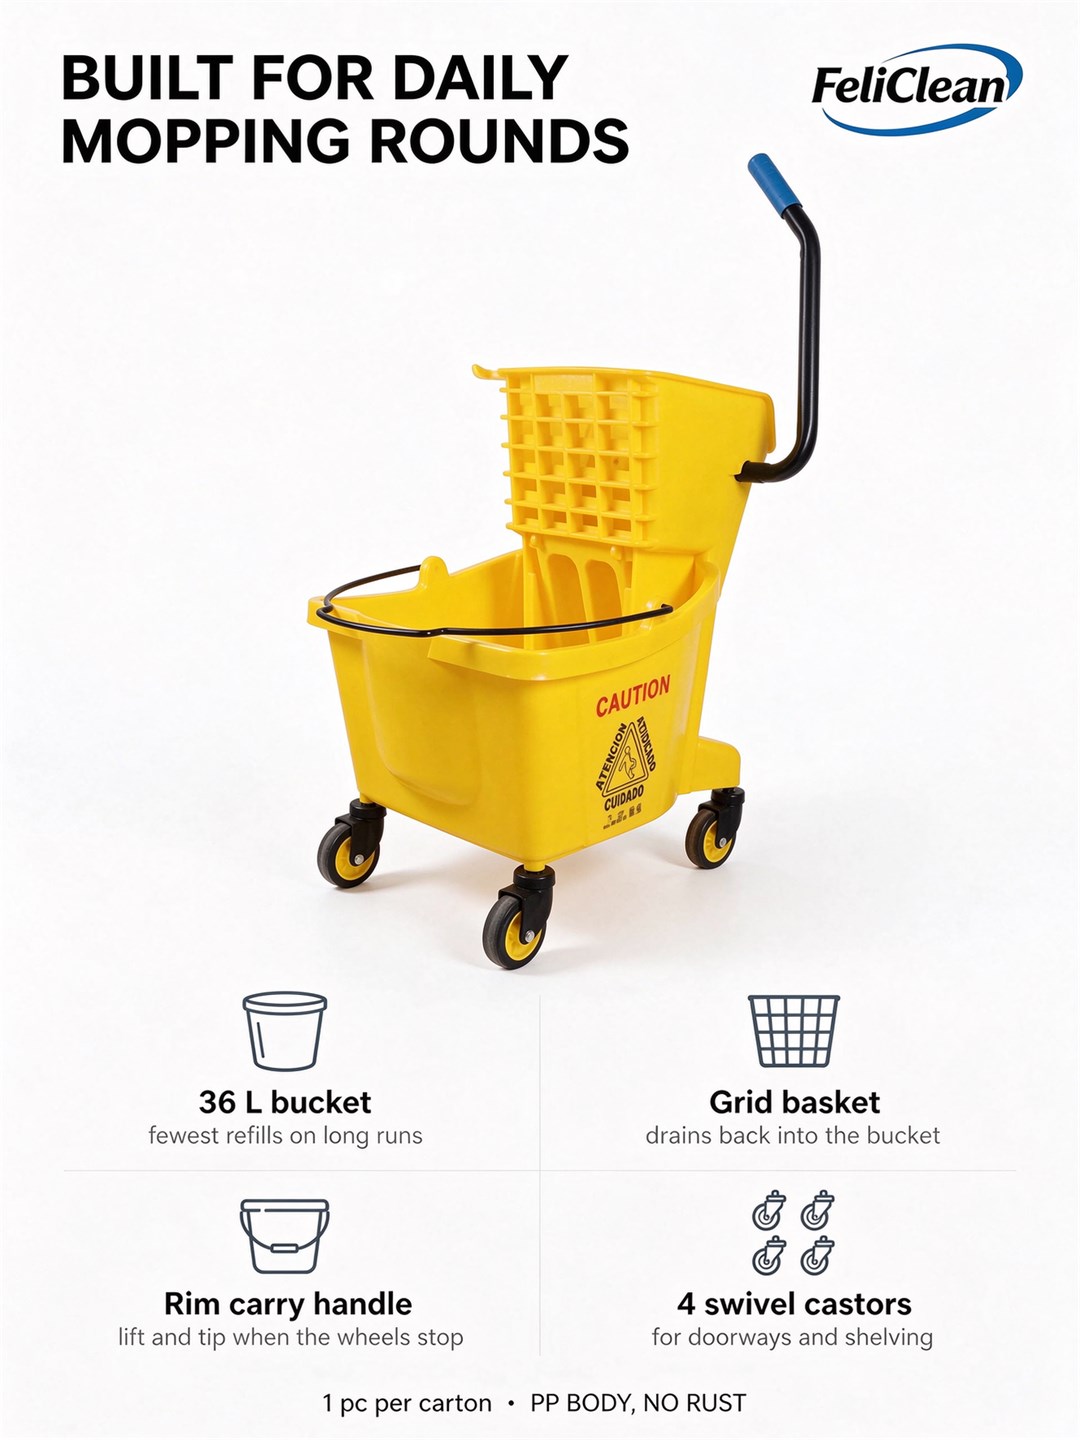 BUILT FOR DAILY
MOPPING ROUNDS
FeliClean
CAUTION
ATENCION
CUIDADO
36 L bucket
fewest refills on long runs
Grid basket
drains back into the bucket
Rim carry handle
lift and tip when the wheels stop
4 swivel castors
for doorways and shelving
1 pc per carton • PP BODY, NO RUST